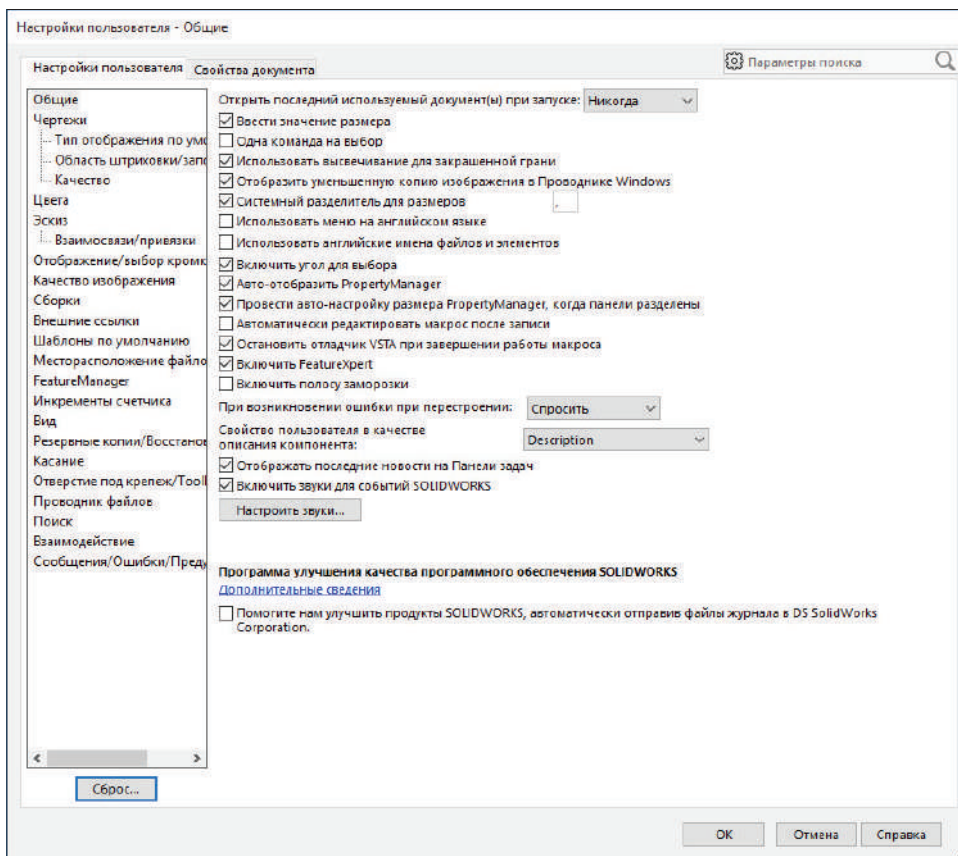 Настройки пользователя - Общие
Настройки пользователя Свойства документа
Параметры поиска
Общие
Чертежи
Тип отображения по умо
Область штриховки/запо
Качество
Цвета
Эскиз
Взаимосвязи/привязки
Отображение/выбор кромк
Качество изображения
Сборки
Внешние ссылки
Шаблоны по умолчанию
Месторасположение файло
FeatureManager
Инкременты счетчика
Вид
Резервные копии/Восстанов
Касание
Отверстие под крепеж/Tooll
Проводник файлов
Поиск
Взаимодействие
Сообщения/Ошибки/Преду
Сброс...
Открыть последний используемый документ(ы) при запуске: Никогда
Ввести значение размера
Одна команда на выбор
Использовать высвечивание для закрашенной грани
Отобразить уменьшенную копию изображения в Проводнике Windows
Системный разделитель для размеров ,
Использовать меню на английском языке
Использовать английские имена файлов и элементов
Включить угол для выбора
Авто-отобразить PropertyManager
Провести авто-настройку размера PropertyManager, когда панели разделены
Автоматически редактировать макрос после записи
Остановить отладчик VSTA при завершении работы макроса
Включить FeatureXpert
Включить полосу заморозки
При возникновении ошибки при перестроении: Спросить
Свойство пользователя в качестве
описания компонента: Description
Отображать последние новости на Панели задач
Включить звуки для событий SOLIDWORKS
Настроить звуки...
Программа улучшения качества программного обеспечения SOLIDWORKS
Дополнительные сведения
Помогите нам улучшить продукты SOLIDWORKS, автоматически отправив файлы журнала в DS SolidWorks
Corporation.
OK Отмена Справка